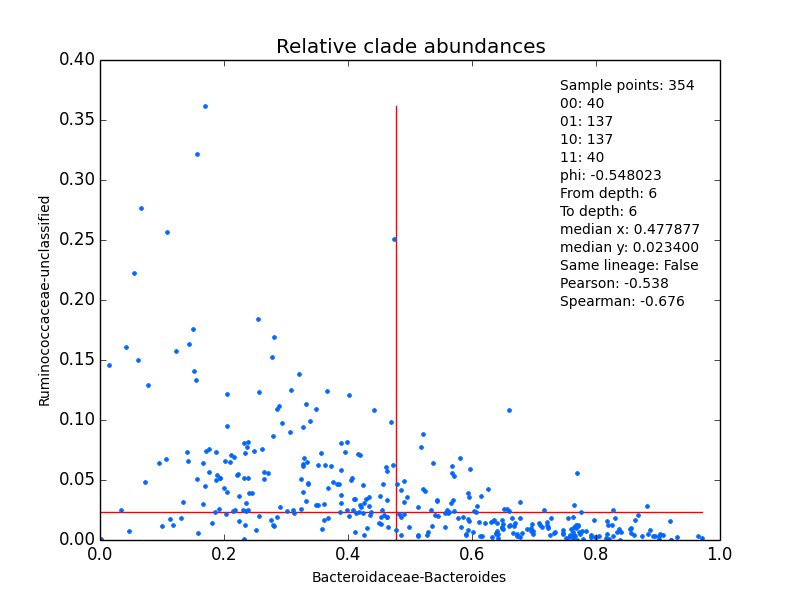 Relative clade abundances
0.40
0.35
0.30
0.25
0.20
0.15
0.10
0.05
0.00
Ruminococcaceae-unclassified
Sample points: 354
00: 40
01: 137
10: 137
11: 40
phi: -0.548023
From depth: 6
To depth: 6
median x: 0.477877
median y: 0.023400
Same lineage: False
Pearson: -0.538
Spearman: -0.676
0.0 0.2 0.4 0.6 0.8 1.0
Bacteroidaceae-Bacteroides